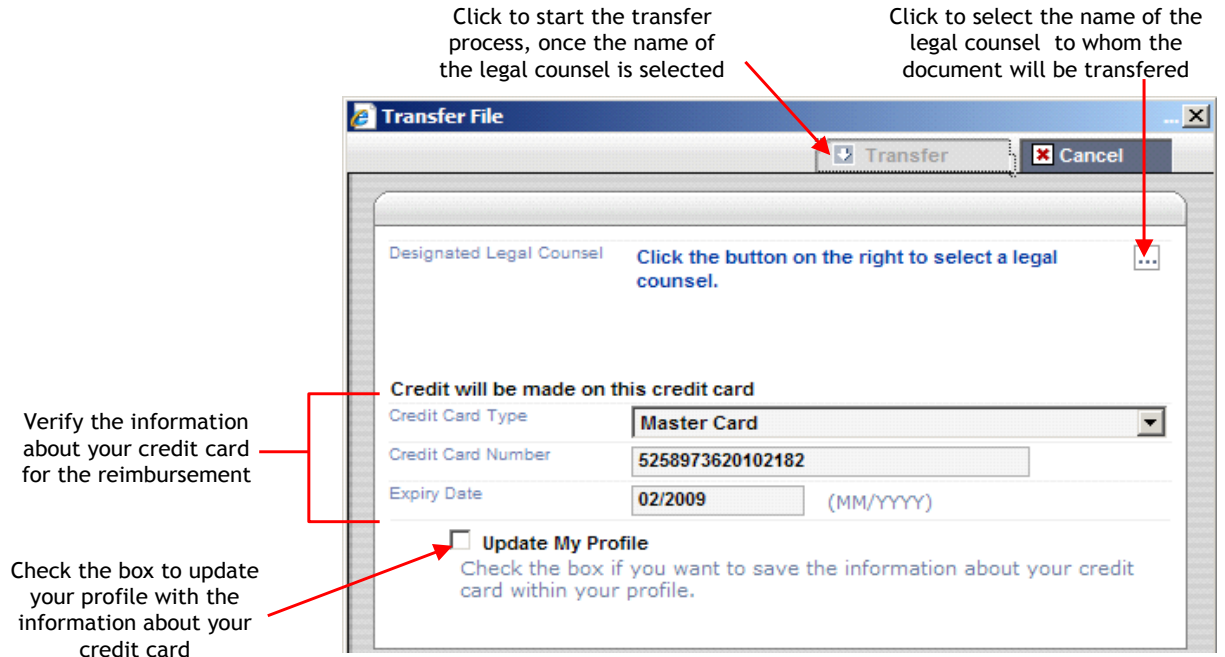 Click to start the transfer
process, once the name of
the legal counsel is selected
Click to select the name of the
legal counsel to whom the
document will be transfered
Transfer File
...
Transfer
Cancel
Designated Legal Counsel
Click the button on the right to select a legal
counsel.
...
Credit will be made on this credit card
Verify the information
about your credit card
for the reimbursement
Credit Card Type
Master Card
Credit Card Number
5258973620102182
Expiry Date
02/2009
(MM/YYYY)
Update My Profile
Check the box if you want to save the information about your credit
card within your profile.
Check the box to update
your profile with the
information about your
credit card